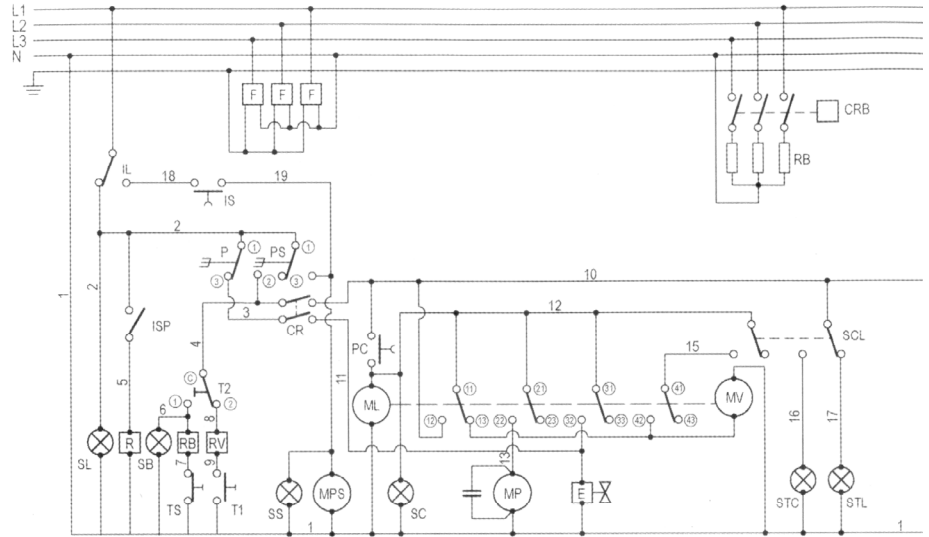 L1
L2
L3
N
F F F
CRB
RB
IL
18
19
IS
2
P
1
PS
1
3
2
3
10
1
2
ISP
3
CR
12
SCL
4
PC
15
11
C
T2
5
ML
11
21
31
41
MV
6
1
2
8
12
13
22
23
32
33
42
43
16
17
SL
R
SB
RB
RV
7
9
13
SS
MPS
SC
MP
E
STC
STL
TS
T1
1
1